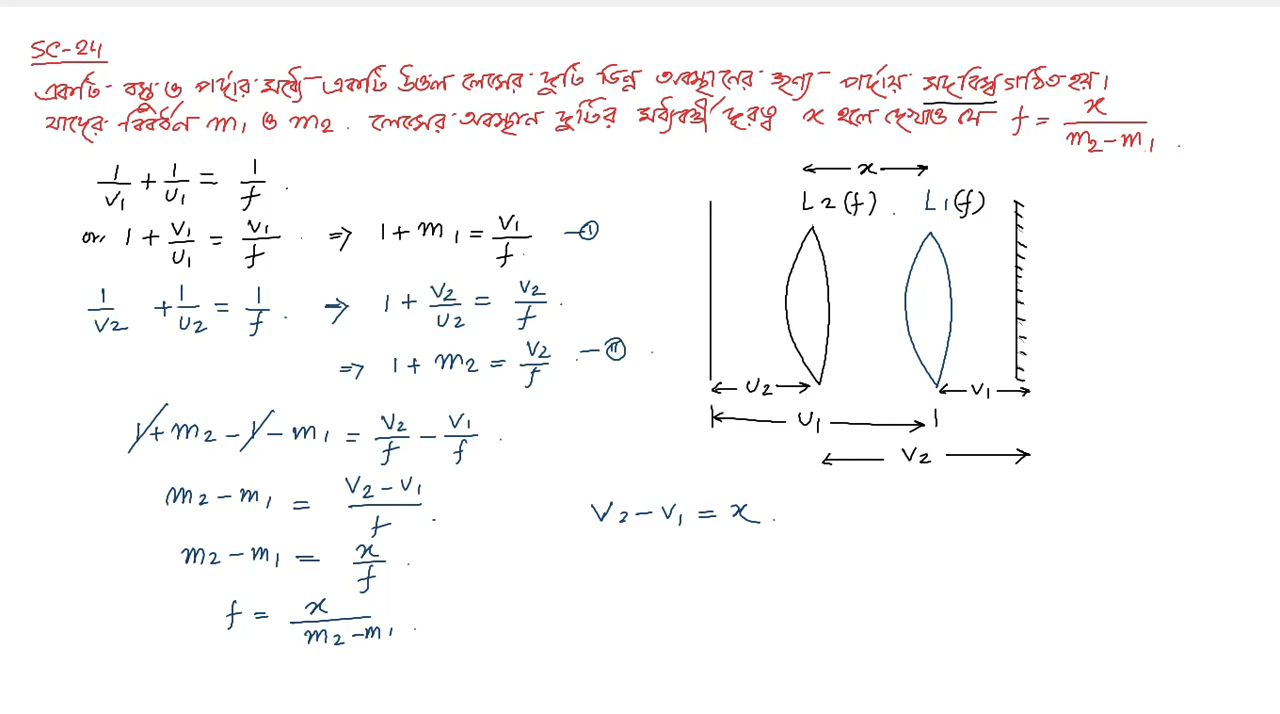 SC-24
একটি বস্তু ও পর্দার মধ্যে একটি উত্তল লেন্সের দুটি ভিন্ন অবস্থানের জন্য পর্দায় সদবিম্ব গঠিত হয়।
যাদের বিবর্ধন m₁ ও m₂. লেন্সের অবস্থান দুটির মধ্যবর্তী দূরত্ব x হলে দেখাও যে f = x/(m₂-m₁).
1/v₁ + 1/u₁ = 1/f.
or, 1 + v₁/u₁ = v₁/f. ⇒ 1 + m₁ = v₁/f. —①
1/v₂ + 1/u₂ = 1/f. ⇒ 1 + v₂/u₂ = v₂/f.
⇒ 1 + m₂ = v₂/f. —②
1 + m₂ - 1 - m₁ = v₂/f - v₁/f.
m₂ - m₁ = (v₂ - v₁)/f.
m₂ - m₁ = x/f.
f = x/(m₂ - m₁).
x
L2(f). L₁(f)
u₂ v₁
u₁
v₂
v₂ - v₁ = x.